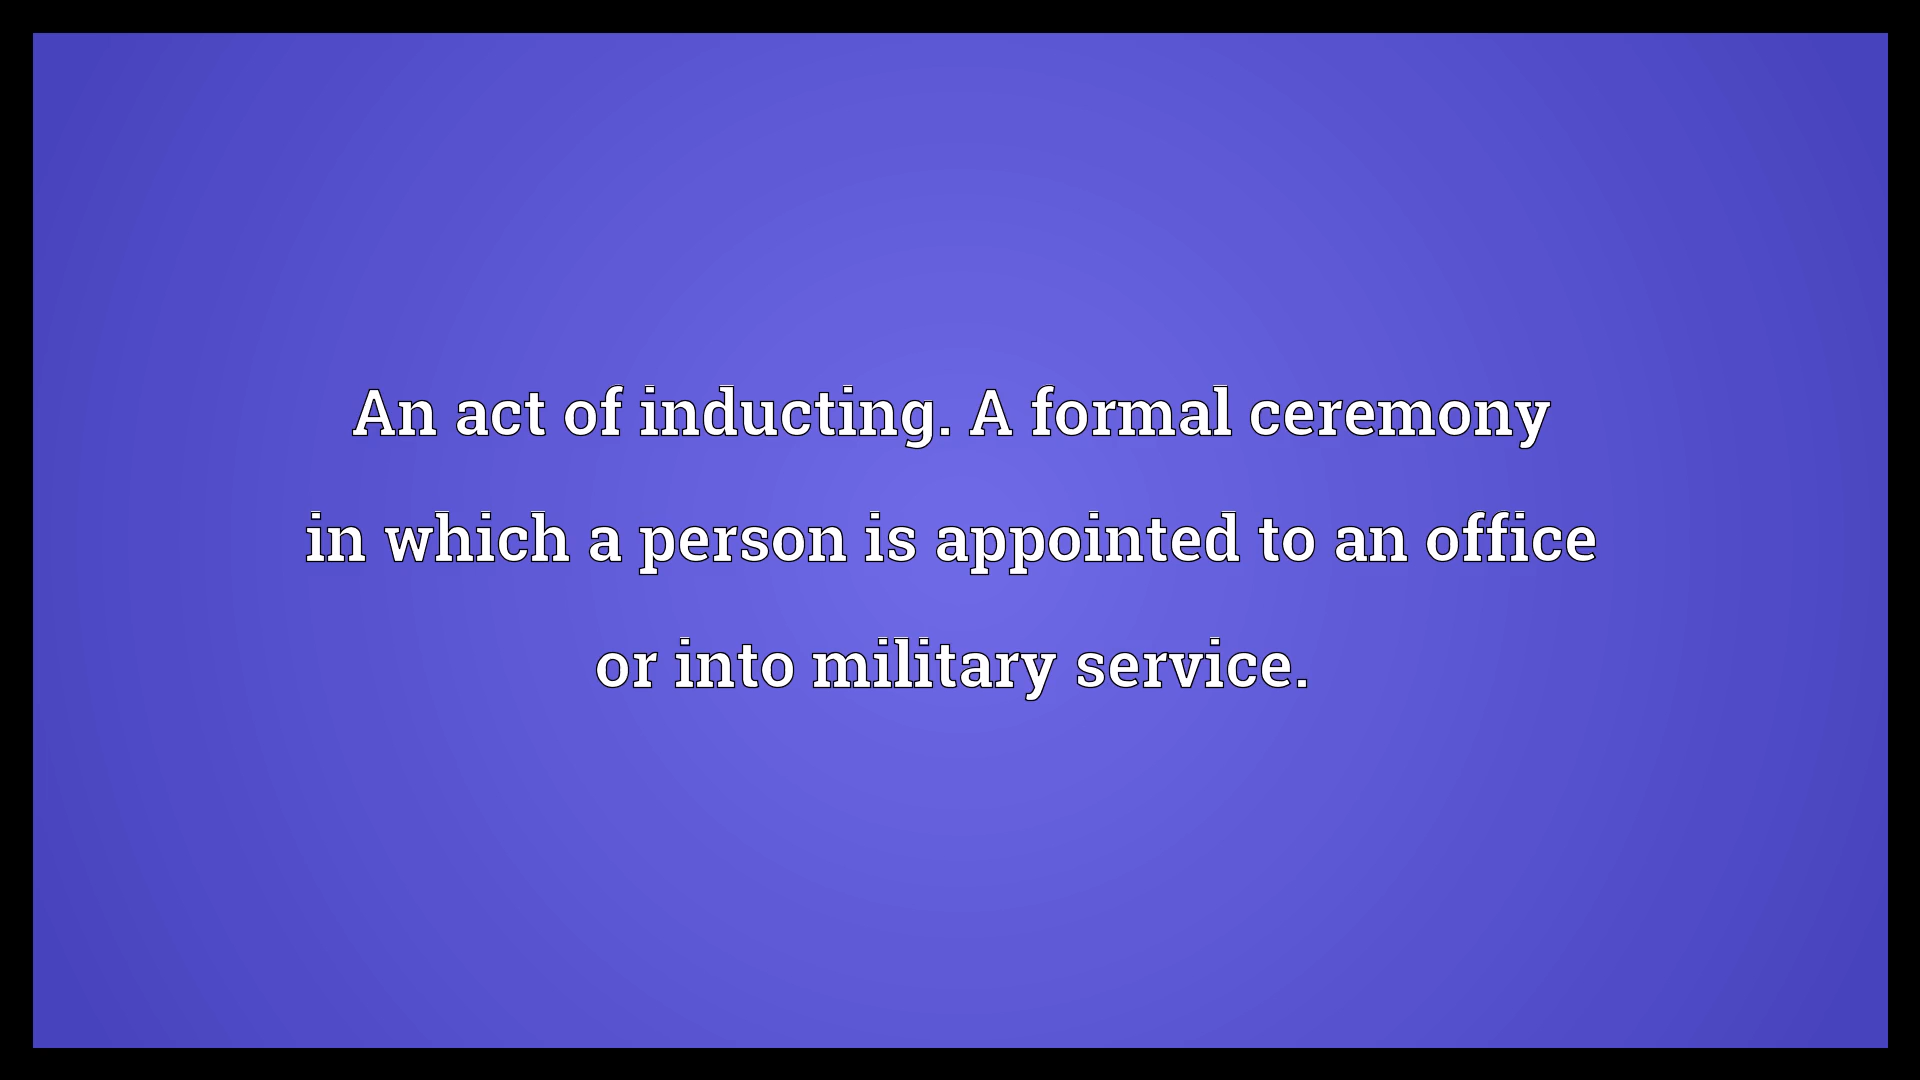 An act of inducting. A formal ceremony
in which a person is appointed to an office
or into military service.